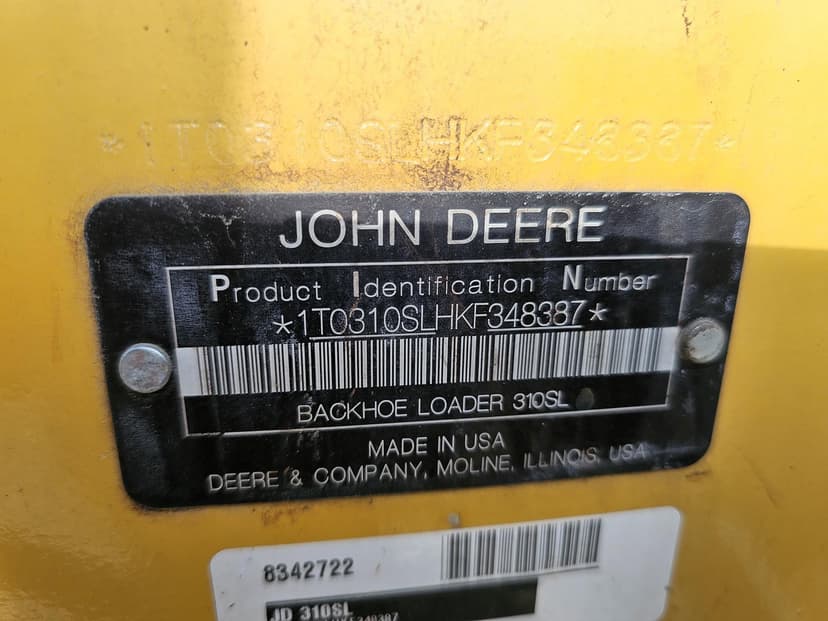 *1T0310SLHKF348387*
JOHN DEERE
Product Identification Number
*1T0310SLHKF348387*
BACKHOE LOADER 310SL
MADE IN USA
DEERE & COMPANY, MOLINE, ILLINOIS, USA
8342722
JD 310SL